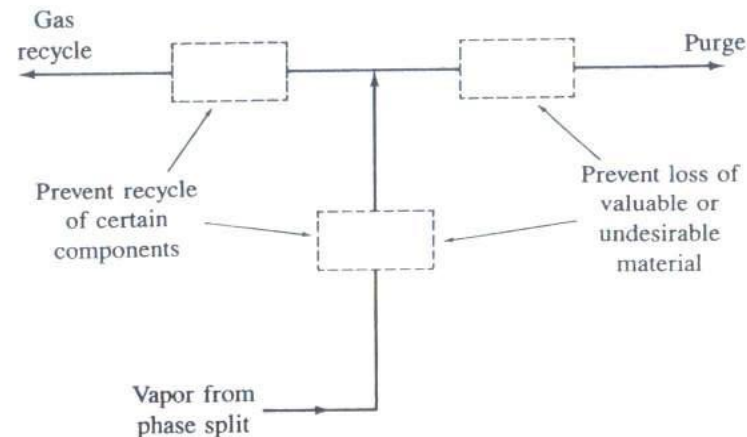 Gas
recycle
Purge
Prevent recycle
of certain
components
Prevent loss of
valuable or
undesirable
material
Vapor from
phase split